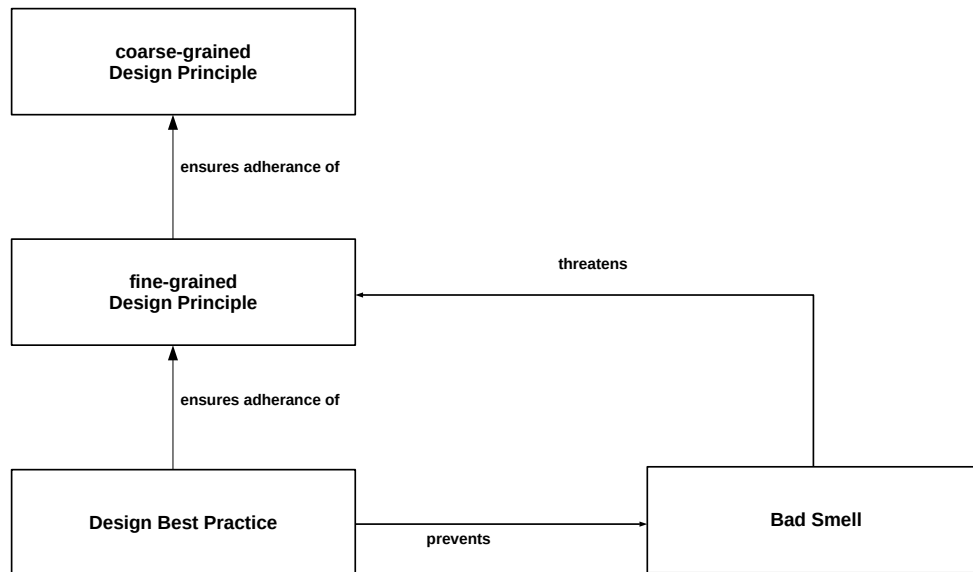 coarse-grained
Design Principle
ensures adherance of
fine-grained
Design Principle
threatens
ensures adherance of
Design Best Practice
prevents
Bad Smell